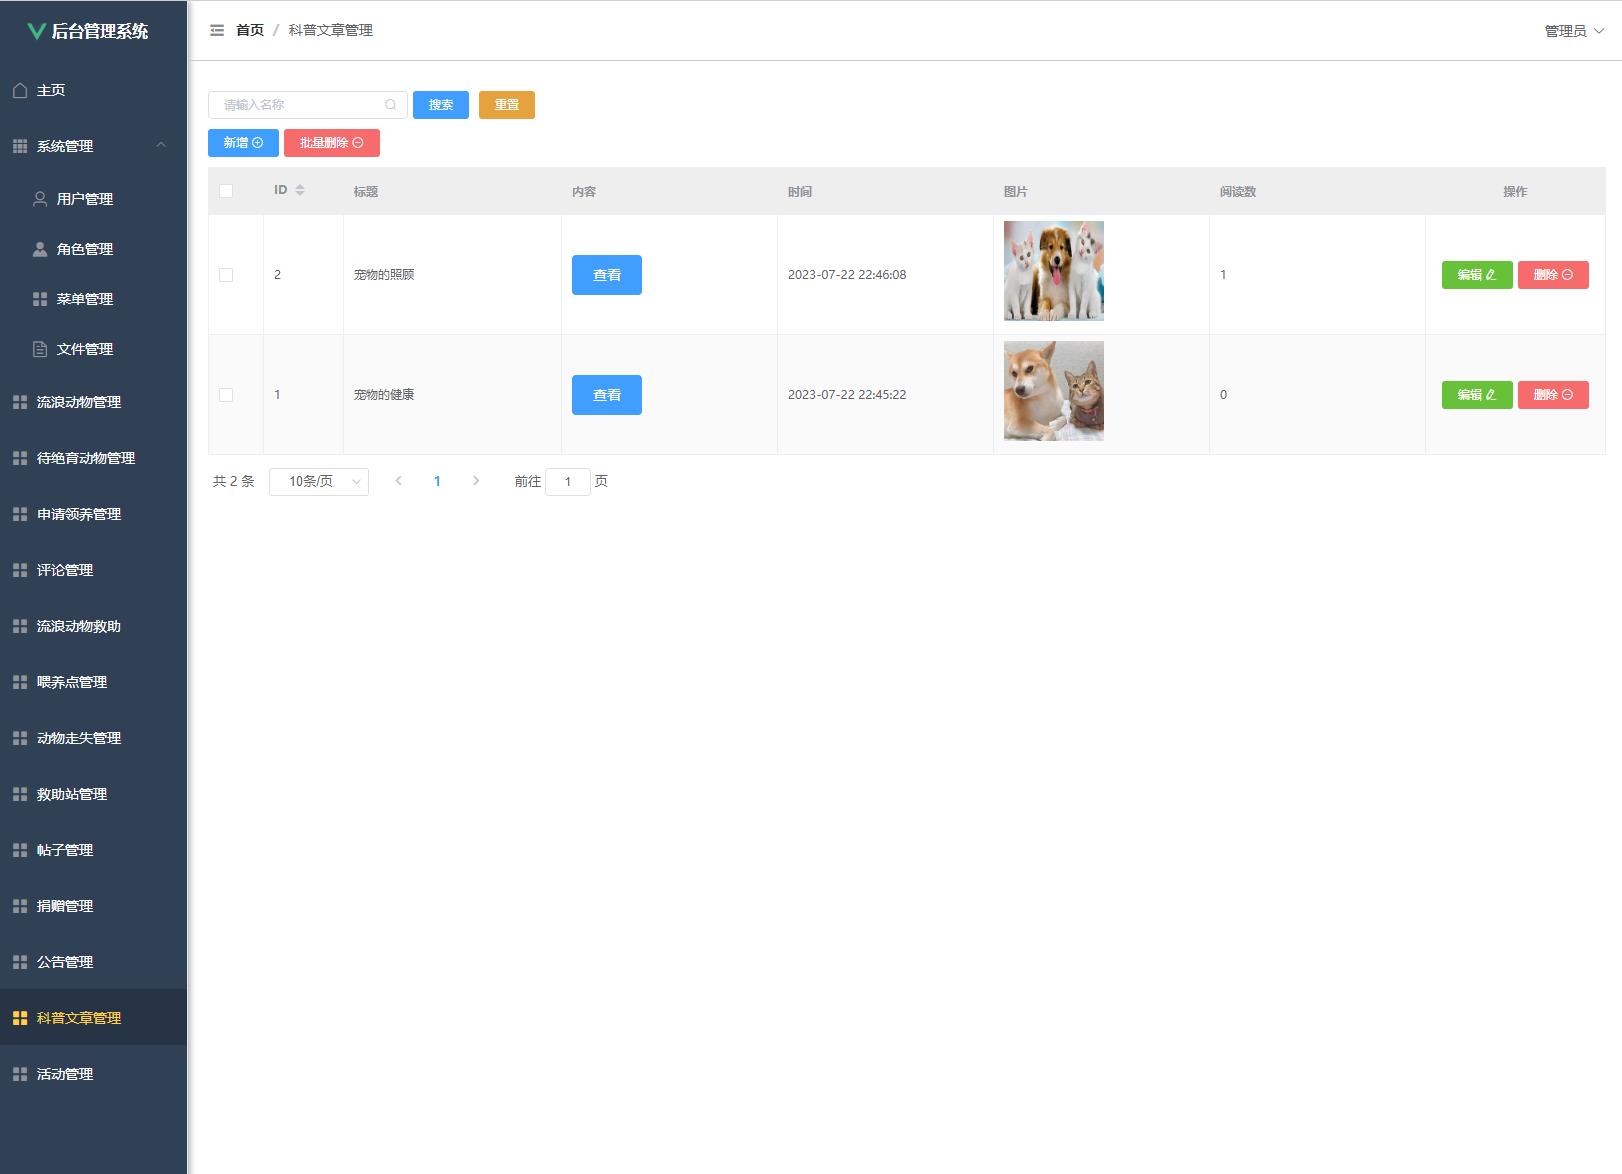 后台管理系统
主页
系统管理
用户管理
角色管理
菜单管理
文件管理
流浪动物管理
待绝育动物管理
申请领养管理
评论管理
流浪动物救助
喂养点管理
动物走失管理
救助站管理
帖子管理
捐赠管理
公告管理
科普文章管理
活动管理
首页 / 科普文章管理
管理员
请输入名称 搜索 重置
新增 批量删除
ID 标题 内容 时间 图片 阅读数 操作
2 宠物的照顾 查看 2023-07-22 22:46:08 1 编辑 删除
1 宠物的健康 查看 2023-07-22 22:45:22 0 编辑 删除
共 2 条 10条/页 1 前往 1 页